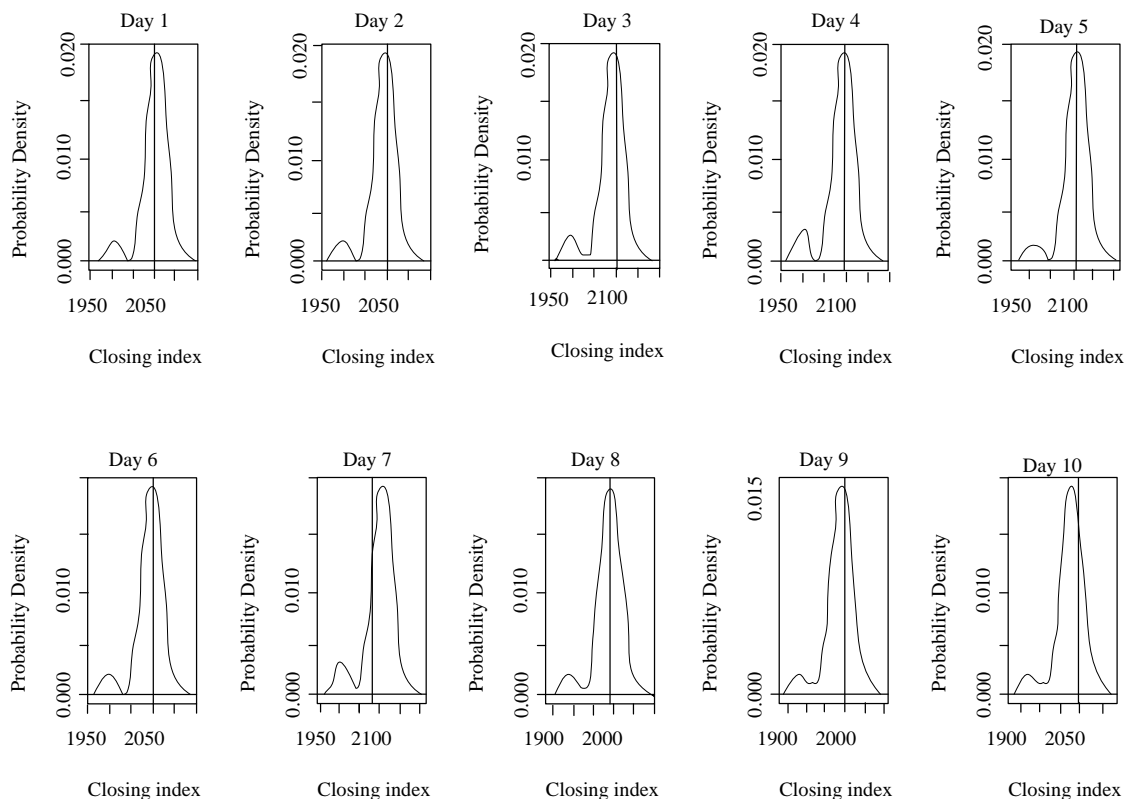 Day 1
Probability Density
0.000 0.010 0.020
1950 2050
Closing index
Day 2
Probability Density
0.000 0.010 0.020
1950 2050
Closing index
Day 3
Probability Density
0.000 0.010 0.020
1950 2100
Closing index
Day 4
Probability Density
0.000 0.010 0.020
1950 2100
Closing index
Day 5
Probability Density
0.000 0.010 0.020
1950 2100
Closing index
Day 6
Probability Density
0.000 0.010
1950 2050
Closing index
Day 7
Probability Density
0.000 0.010
1950 2100
Closing index
Day 8
Probability Density
0.000 0.010
1900 2000
Closing index
Day 9
Probability Density
0.000 0.015
1900 2000
Closing index
Day 10
Probability Density
0.000 0.010
1900 2050
Closing index